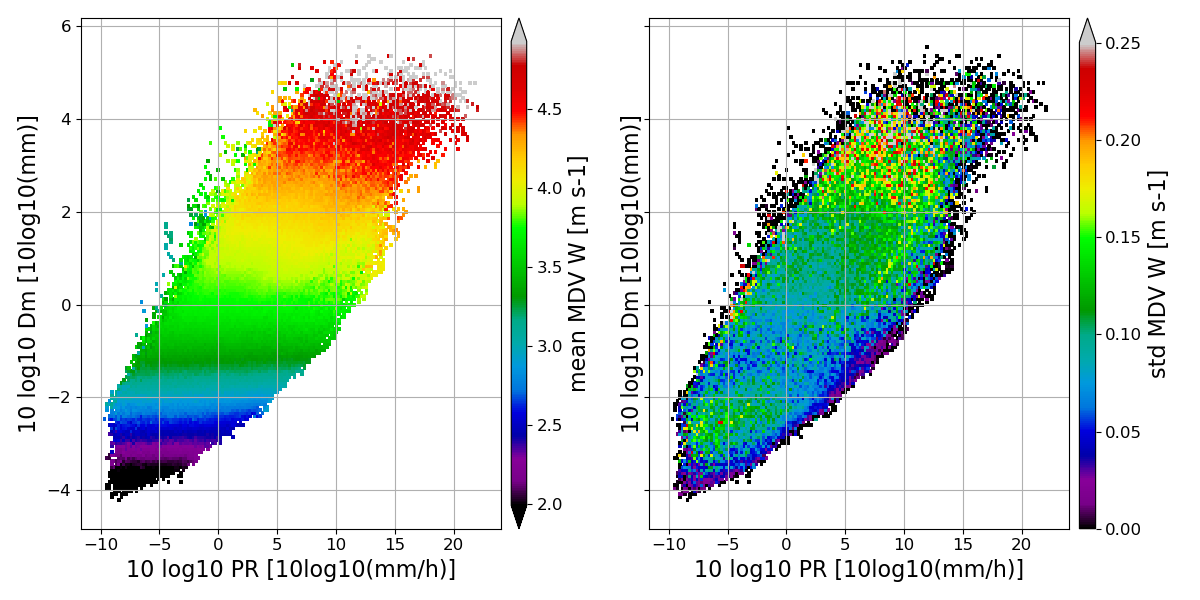 6
4
2
0
−2
−4
10 log10 Dm [10log10(mm)]
−10 −5 0 5 10 15 20
10 log10 PR [10log10(mm/h)]
4.5
4.0
3.5
3.0
2.5
2.0
mean MDV W [m s-1]
10 log10 Dm [10log10(mm)]
−10 −5 0 5 10 15 20
10 log10 PR [10log10(mm/h)]
0.25
0.20
0.15
0.10
0.05
0.00
std MDV W [m s-1]